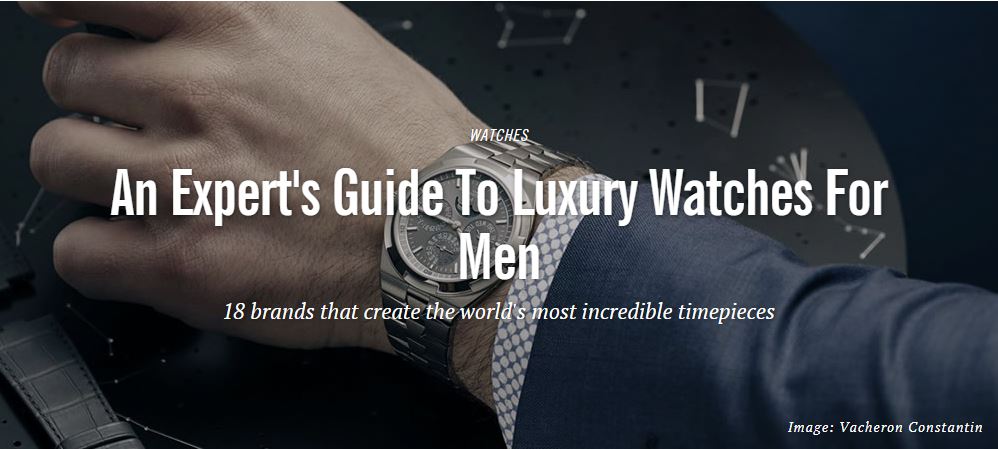 WATCHES
An Expert's Guide To Luxury Watches For
Men
18 brands that create the world's most incredible timepieces
Image: Vacheron Constantin